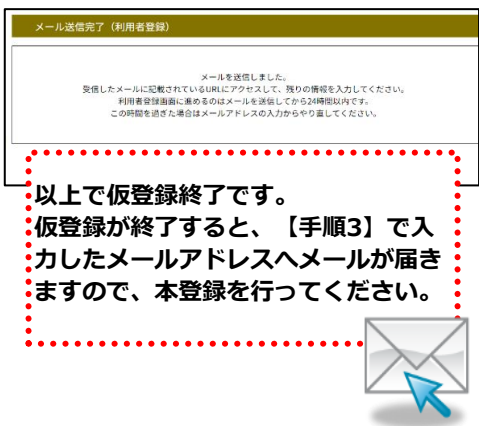 メール送信完了（利用者登録）
メールを送信しました。
受信したメールに記載されているURLにアクセスして、残りの情報を入力してください。
利用者登録画面に進めるのはメールを送信してから24時間以内です。
この時間を過ぎた場合はメールアドレスの入力からやり直してください。
以上で仮登録終了です。
仮登録が終了すると、【手順3】で入
力したメールアドレスへメールが届き
ますので、本登録を行ってください。